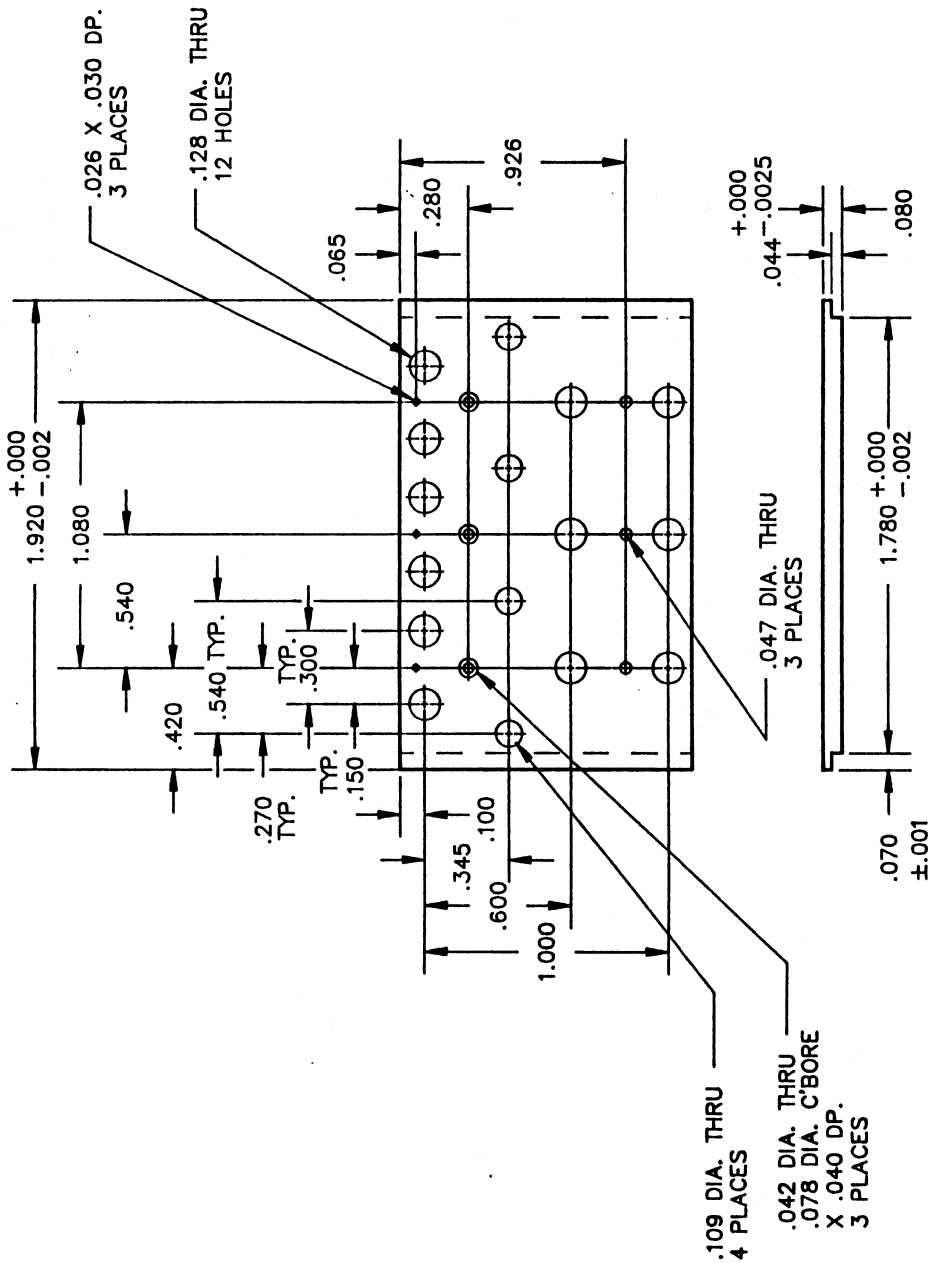 .026 X .030 DP.
3 PLACES
.128 DIA. THRU
12 HOLES
1.920 +.000
-.002
1.080
.540
.420
.540 TYP.
.270
TYP.
TYP.
.300
TYP.
.150
.065
.280
.926
.100
.345
.600
1.000
.047 DIA. THRU
3 PLACES
.109 DIA. THRU
4 PLACES
.042 DIA. THRU
.078 DIA. C'BORE
X .040 DP.
3 PLACES
+.000
.044 -.0025
.080
1.780 +.000
-.002
.070
±.001